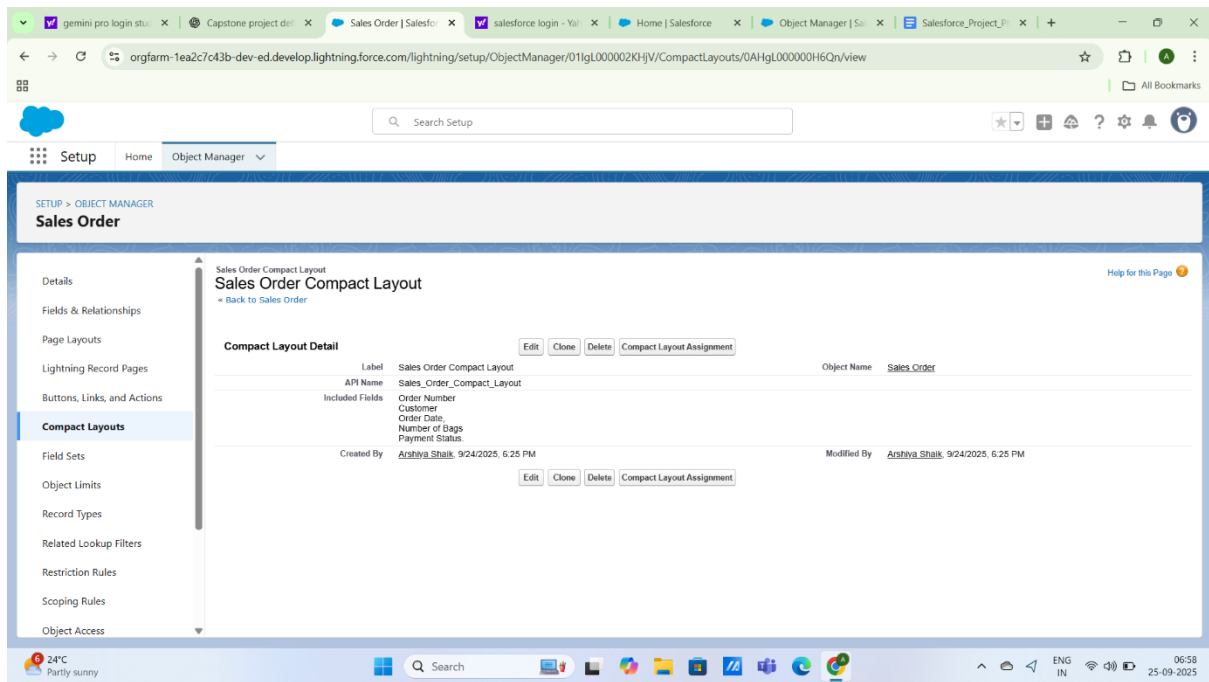 gemini pro login stud
Capstone project def
Sales Order | Salesfor
salesforce login - Yah
Home | Salesforce
Object Manager | Sal
Salesforce_Project_P
orgfarm-1ea2c7c43b-dev-ed.develop.lightning.force.com/lightning/setup/ObjectManager/01IgL000002KHjV/CompactLayouts/0AHgL000000H6Qn/view
A
All Bookmarks
Search Setup
Setup
Home
Object Manager
SETUP > OBJECT MANAGER
Sales Order
Details
Fields & Relationships
Page Layouts
Lightning Record Pages
Buttons, Links, and Actions
Compact Layouts
Field Sets
Object Limits
Record Types
Related Lookup Filters
Restriction Rules
Scoping Rules
Object Access
Sales Order Compact Layout
Sales Order Compact Layout
« Back to Sales Order
Help for this Page
Compact Layout Detail
Edit Clone Delete Compact Layout Assignment
Label Sales Order Compact Layout Object Name Sales Order
API Name Sales_Order_Compact_Layout
Included Fields Order Number
Customer
Order Date,
Number of Bags
Payment Status.
Created By Arshiya Shaik, 9/24/2025, 6:25 PM Modified By Arshiya Shaik, 9/24/2025, 6:25 PM
Edit Clone Delete Compact Layout Assignment
6
24°C
Partly sunny
Search
ENG
IN
06:58
25-09-2025